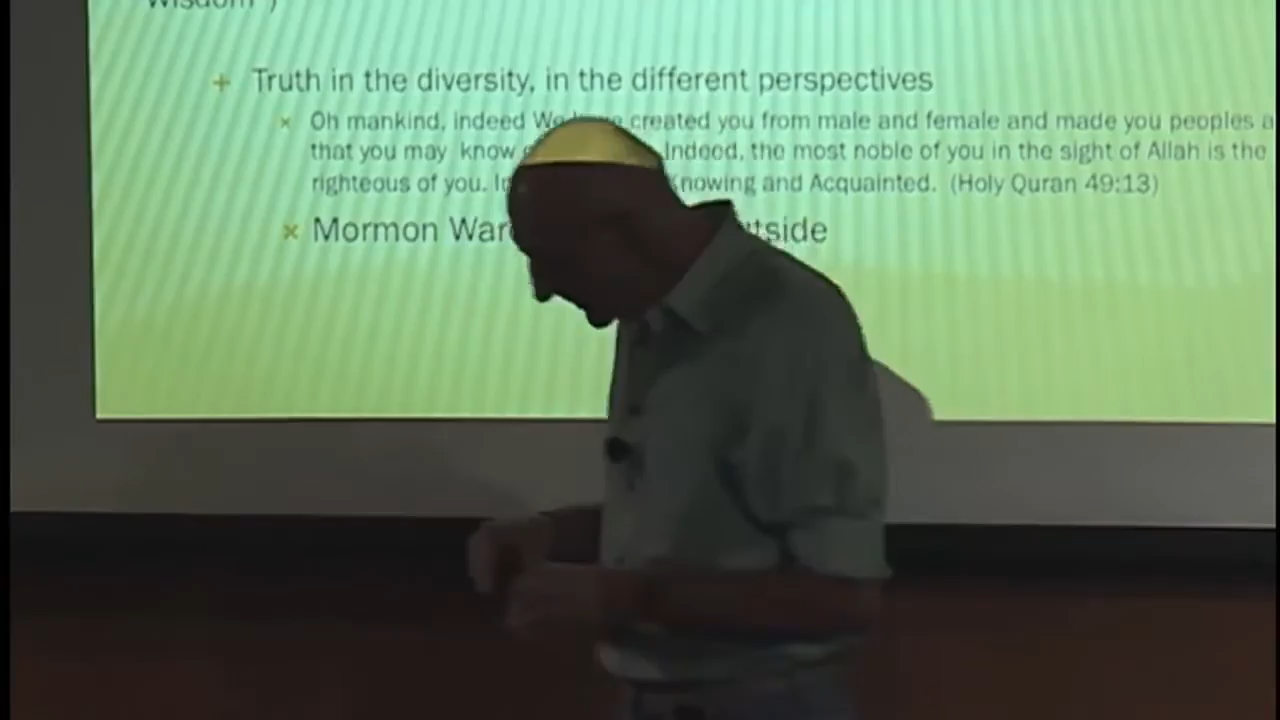 Wisdom")
+ Truth in the diversity, in the different perspectives
× Oh mankind, indeed We have created you from male and female and made you peoples a
that you may know Indeed, the most noble of you in the sight of Allah is the
righteous of you. Knowing and Acquainted. (Holy Quran 49:13)
× Mormon